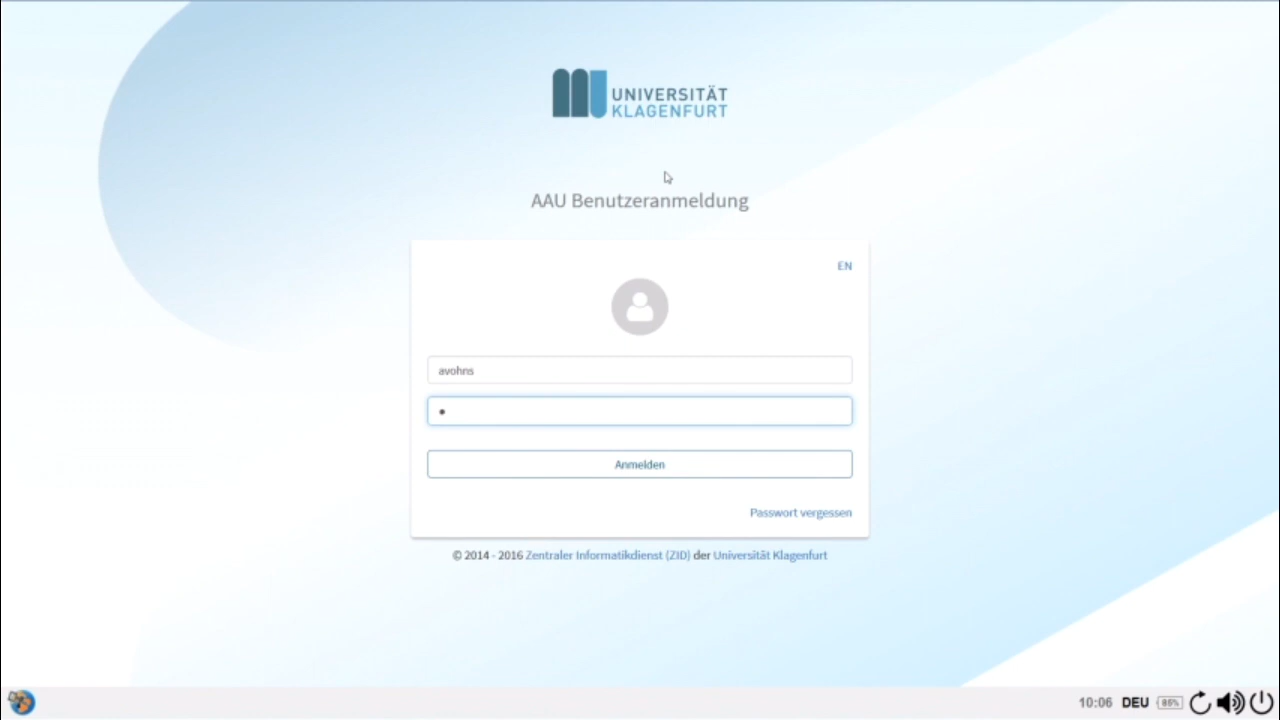 UNIVERSITÄT
KLAGENFURT
AAU Benutzeranmeldung
EN
avohns
Anmelden
Passwort vergessen
© 2014 - 2016 Zentraler Informatikdienst (ZID) der Universität Klagenfurt
10:06 DEU